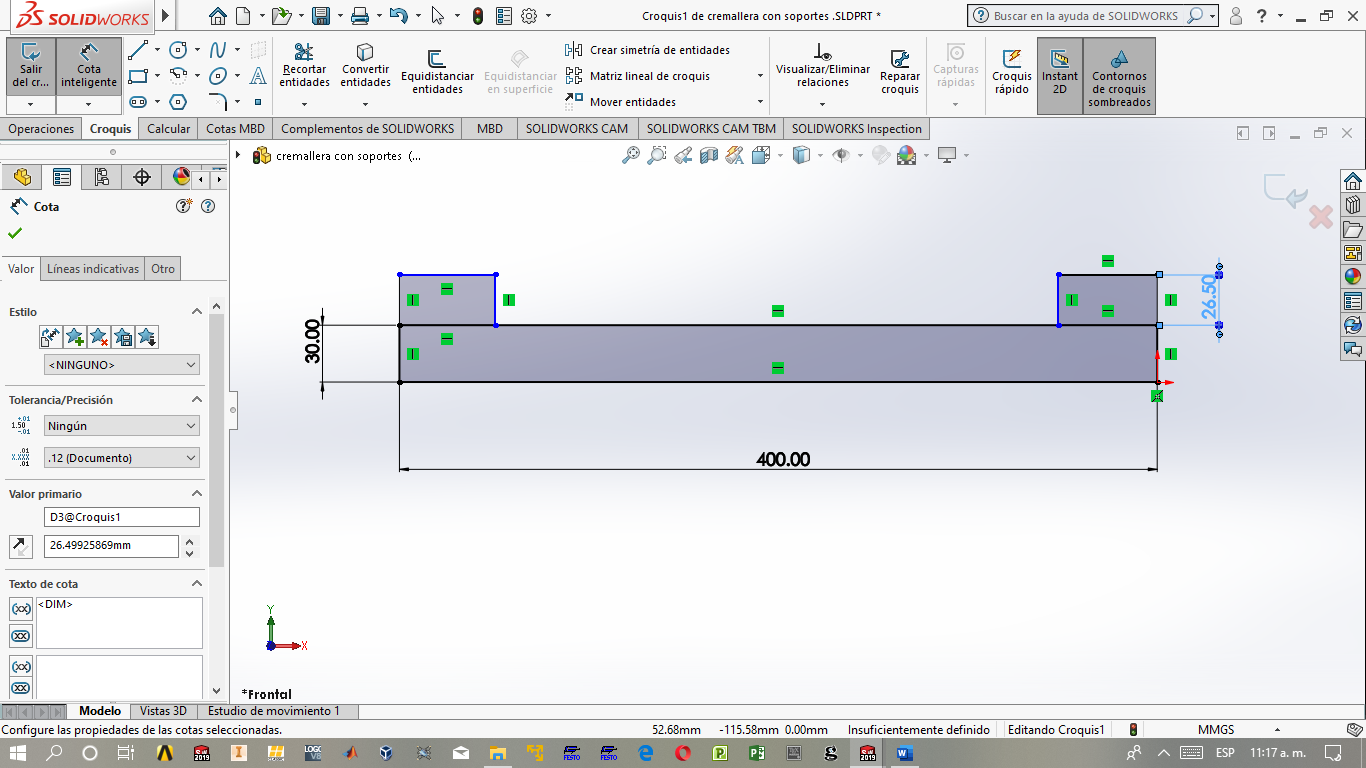 SOLIDWORKS
Croquis1 de cremallera con soportes .SLDPRT *
Buscar en la ayuda de SOLIDWORKS
Salir del cr...
Cota inteligente
Recortar entidades
Convertir entidades
Equidistanciar entidades
Equidistanciar en superficie
Crear simetría de entidades
Matriz lineal de croquis
Mover entidades
Visualizar/Eliminar relaciones
Reparar croquis
Capturas rápidas
Croquis rápido
Instant 2D
Contornos de croquis sombreados
Operaciones
Croquis
Calcular
Cotas MBD
Complementos de SOLIDWORKS
MBD
SOLIDWORKS CAM
SOLIDWORKS CAM TBM
SOLIDWORKS Inspection
cremallera con soportes (...
Cota
Valor
Líneas indicativas
Otro
Estilo
<NINGUNO>
Tolerancia/Precisión
Ningún
.12 (Documento)
Valor primario
D3@Croquis1
26.49925869mm
Texto de cota
<DIM>
26.50
30.00
400.00
Y
X
*Frontal
Modelo
Vistas 3D
Estudio de movimiento 1
Configure las propiedades de las cotas seleccionadas.
52.68mm
-115.58mm
0.00mm
Insuficientemente definido
Editando Croquis1
MMGS
ESP
11:17 a. m.